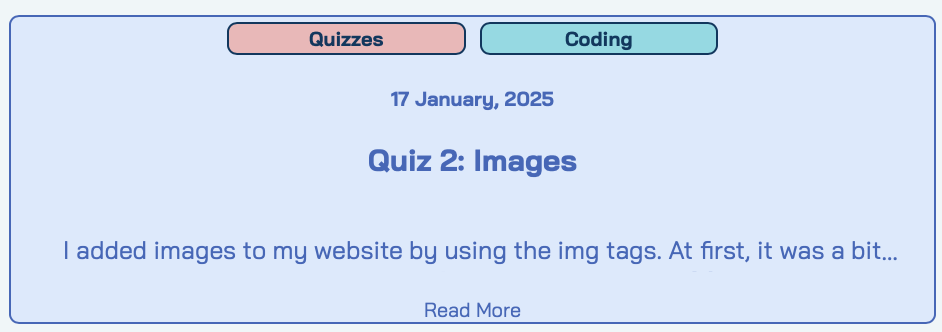 Quizzes Coding
17 January, 2025
Quiz 2: Images
I added images to my website by using the img tags. At first, it was a bit...
Read More